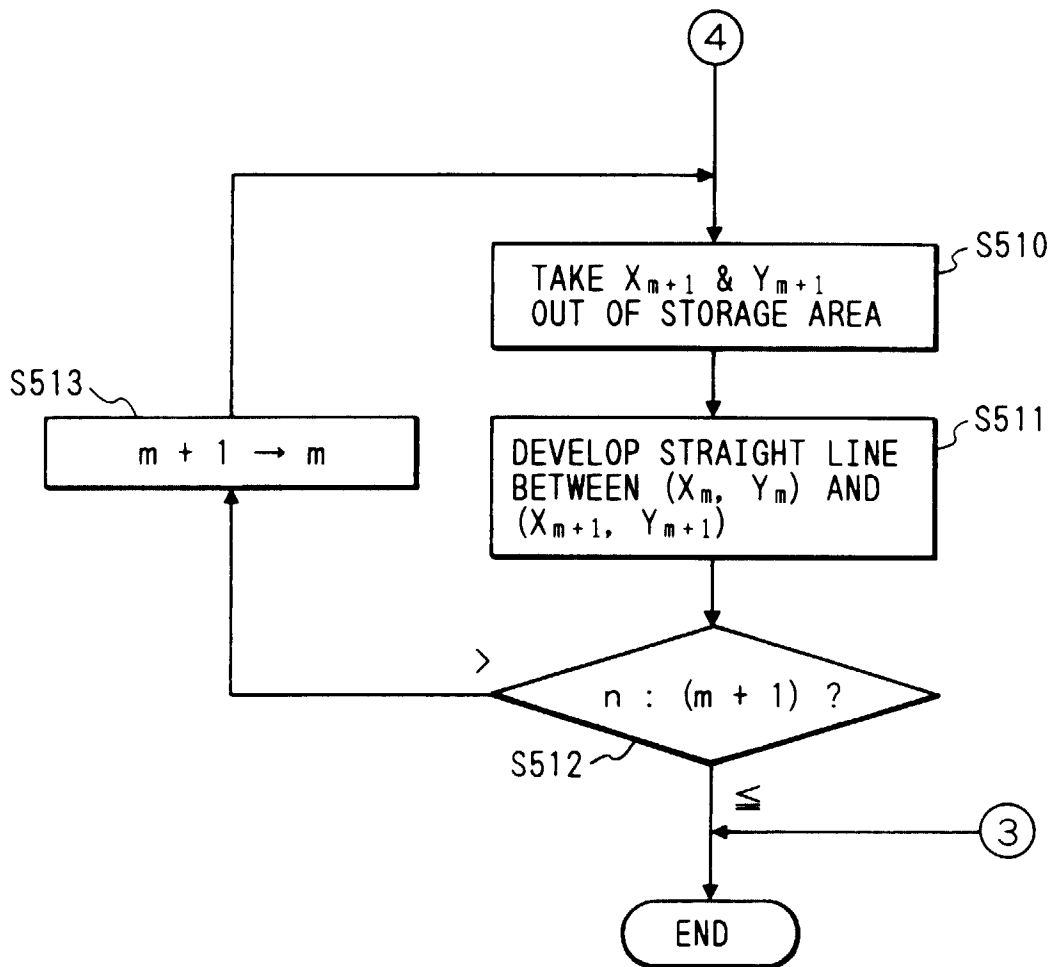 4
S510
TAKE Xm+1 & Ym+1
OUT OF STORAGE AREA
S513
m + 1 → m
S511
DEVELOP STRAIGHT LINE
BETWEEN (Xm, Ym) AND
(Xm+1, Ym+1)
>
n : (m + 1) ?
S512
≦
3
END